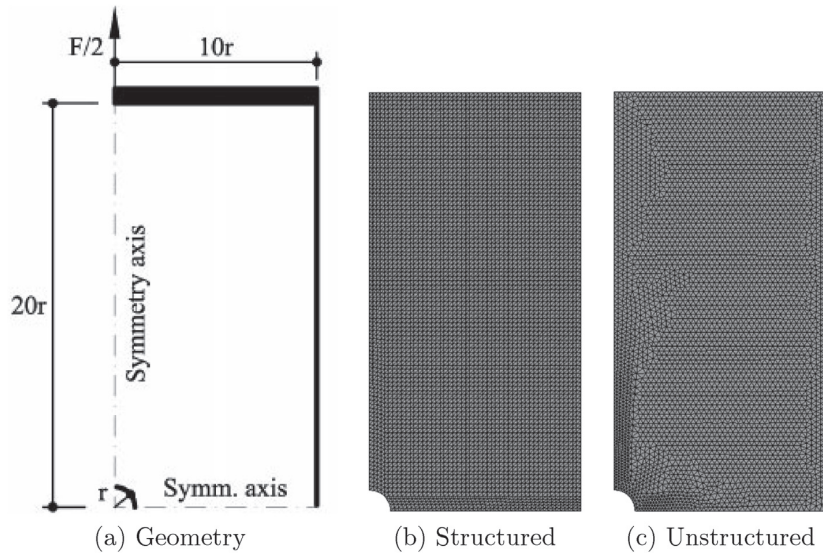 F/2
10r
20r
Symmetry axis
r
Symm. axis
(a) Geometry
(b) Structured
(c) Unstructured